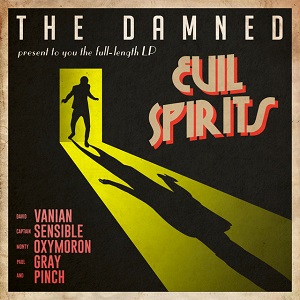 THE DAMNED
present to you the full-length LP
EVIL
SPIRITS
DAVID VANIAN
CAPTAIN SENSIBLE
MONTY OXYMORON
PAUL GRAY
AND PINCH